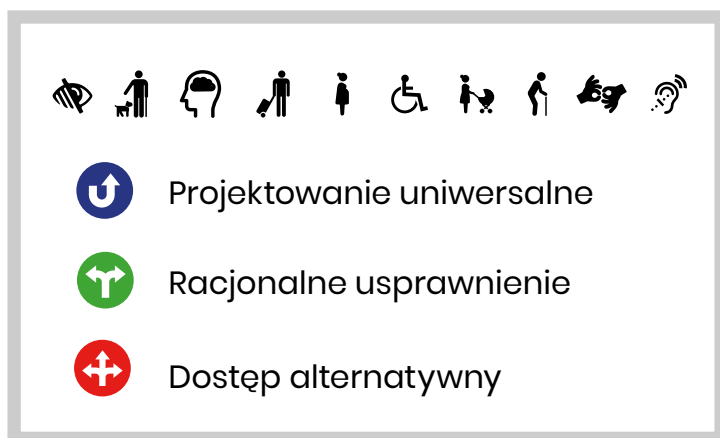 Projektowanie uniwersalne
Racjonalne usprawnienie
Dostęp alternatywny